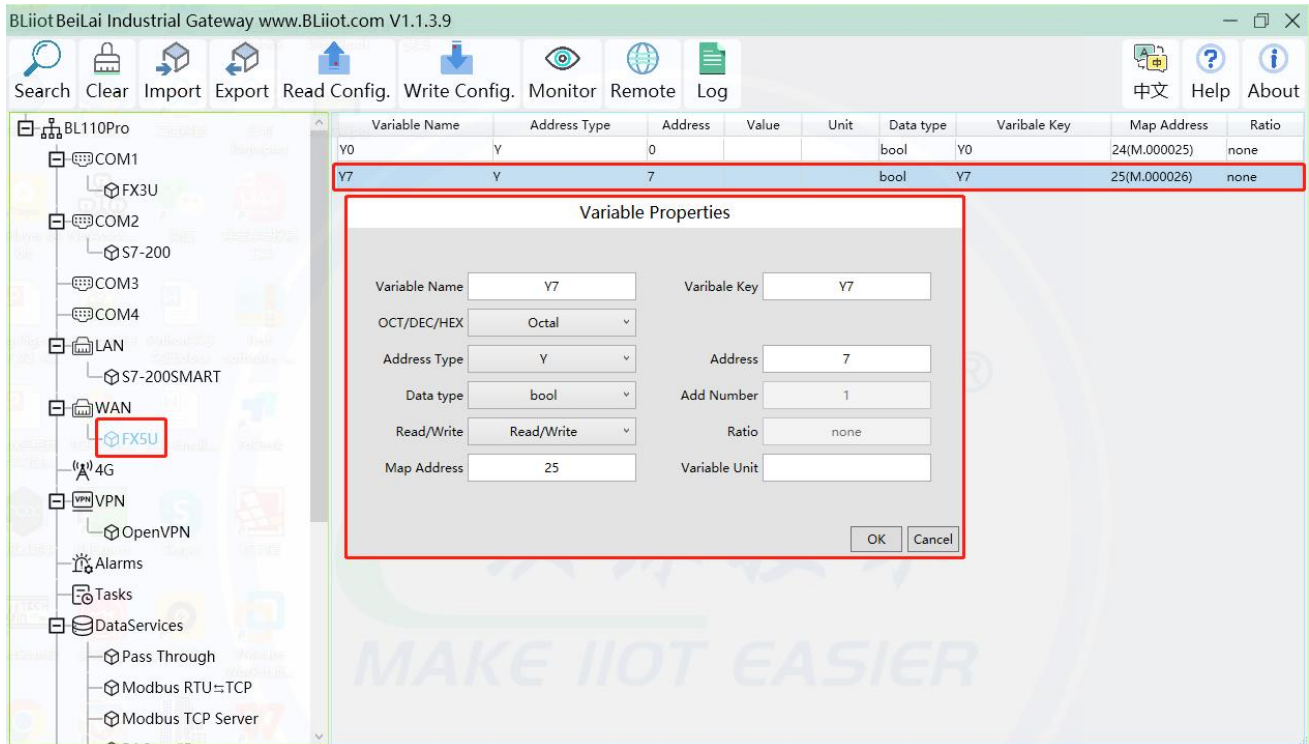 BLiiot BeiLai Industrial Gateway www.BLiiot.com V1.1.3.9
Search Clear Import Export Read Config. Write Config. Monitor Remote Log 中文 Help About
BL110Pro
COM1
FX3U
COM2
S7-200
COM3
COM4
LAN
S7-200SMART
WAN
FX5U
4G
VPN VPN
OpenVPN
Alarms
Tasks
DataServices
Pass Through
Modbus RTU⇆TCP
Modbus TCP Server
Variable Name Address Type Address Value Unit Data type Varibale Key Map Address Ratio
Y0 Y 0 bool Y0 24(M.000025) none
Y7 Y 7 bool Y7 25(M.000026) none
Variable Properties
Variable Name Y7 Varibale Key Y7
OCT/DEC/HEX Octal
Address Type Y Address 7
Data type bool Add Number 1
Read/Write Read/Write Ratio none
Map Address 25 Variable Unit
OK Cancel
MAKE IIOT EASIER